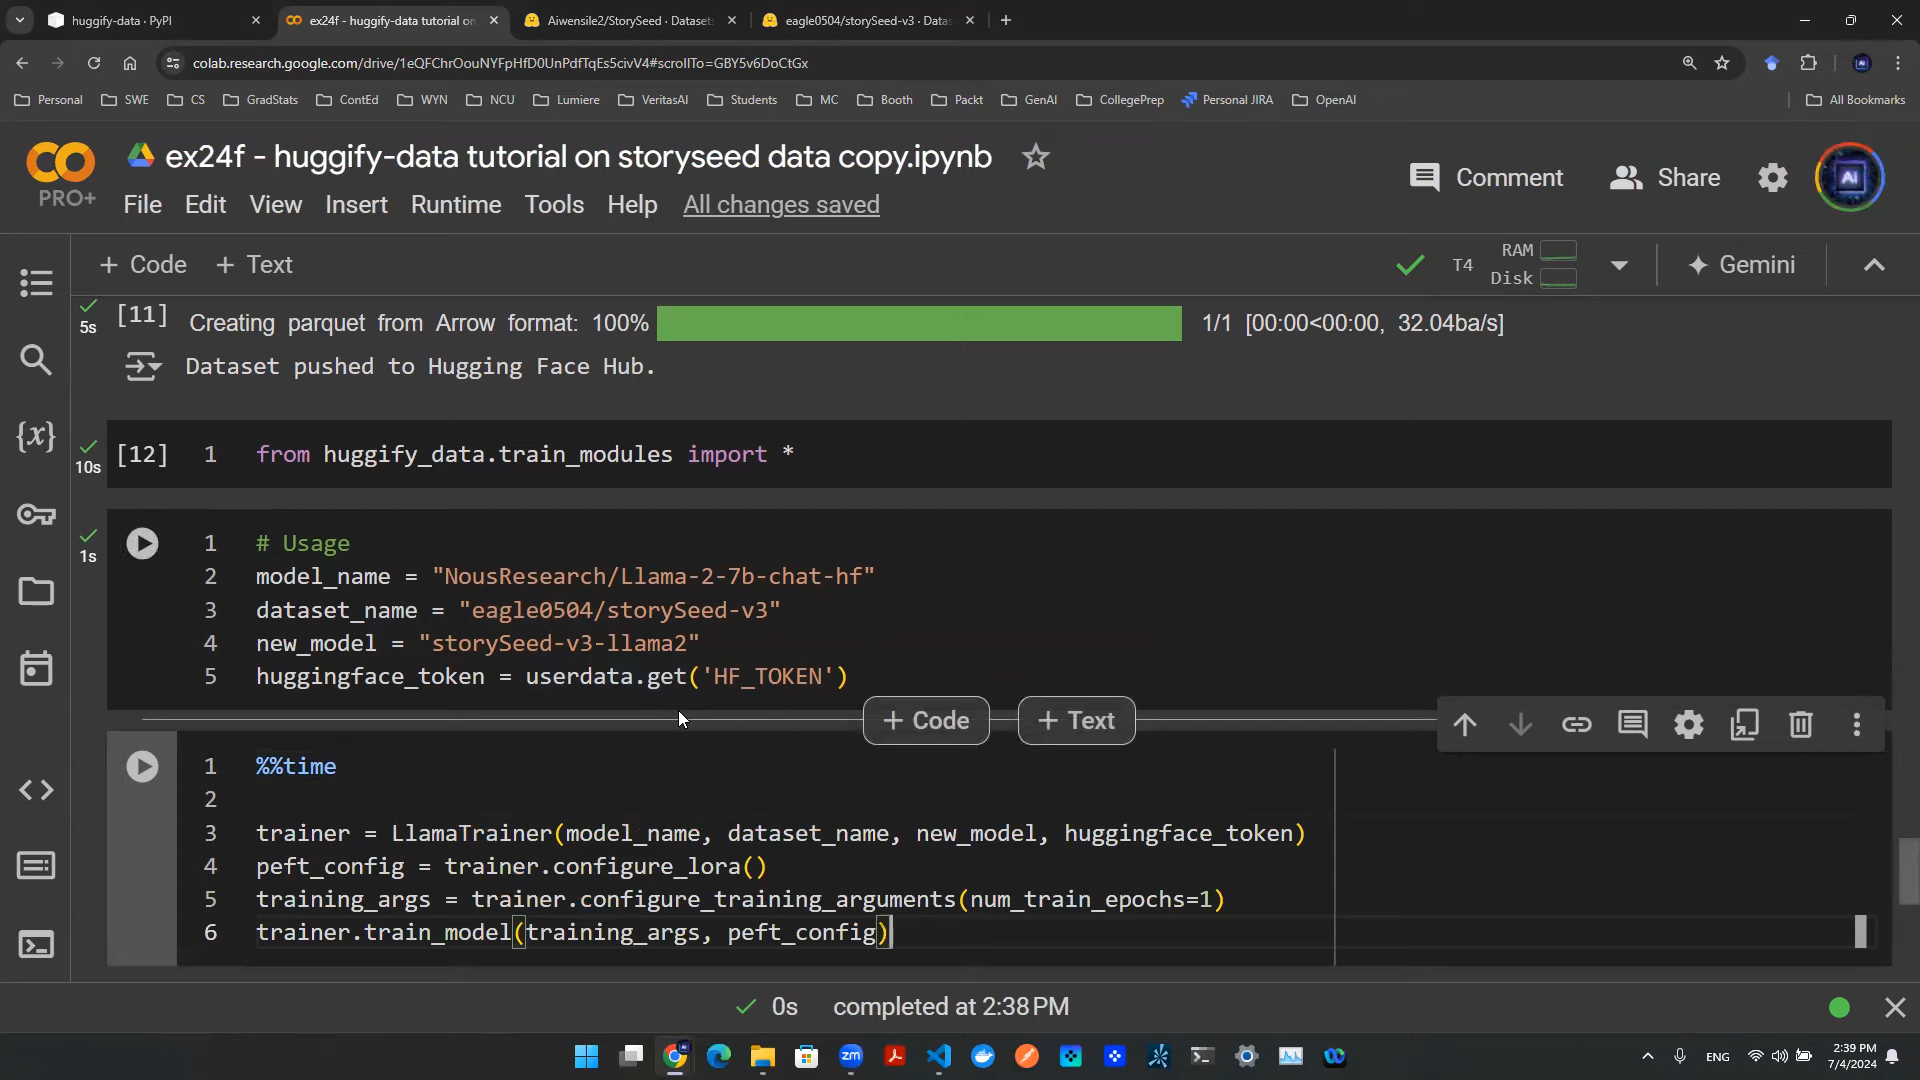 huggify-data · PyPI
ex24f - huggify-data tutorial on
Aiwensile2/StorySeed · Datasets
eagle0504/storySeed-v3 · Datas
colab.research.google.com/drive/1eQFChrOouNYFpHfD0UnPdfTqEs5civV4#scrollTo=GBY5v6DoCtGx
Personal SWE CS GradStats ContEd WYN NCU Lumiere VeritasAI Students MC Booth Packt GenAI CollegePrep Personal JIRA OpenAI All Bookmarks
ex24f - huggify-data tutorial on storyseed data copy.ipynb
PRO+
Comment Share
AI
File Edit View Insert Runtime Tools Help All changes saved
+ Code + Text
T4 RAM Disk Gemini
5s
[11] Creating parquet from Arrow format: 100% 1/1 [00:00<00:00, 32.04ba/s]
Dataset pushed to Hugging Face Hub.
10s
[12] 1 from huggify_data.train_modules import *
1s
1 # Usage
2 model_name = "NousResearch/Llama-2-7b-chat-hf"
3 dataset_name = "eagle0504/storySeed-v3"
4 new_model = "storySeed-v3-llama2"
5 huggingface_token = userdata.get('HF_TOKEN')
+ Code + Text
1 %%time
2
3 trainer = LlamaTrainer(model_name, dataset_name, new_model, huggingface_token)
4 peft_config = trainer.configure_lora()
5 training_args = trainer.configure_training_arguments(num_train_epochs=1)
6 trainer.train_model(training_args, peft_config)
0s completed at 2:38 PM
zm
ENG
2:39 PM
7/4/2024